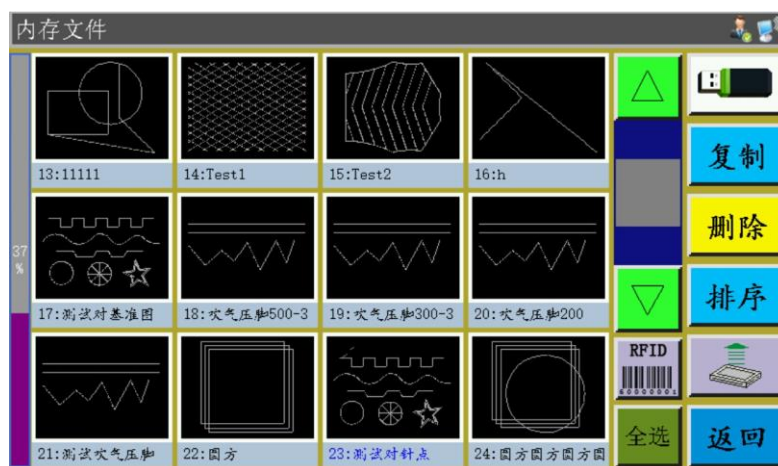 内存文件
13:11111
14:Test1
15:Test2
16:h
复制
删除
37
%
17:测试对基准图
18:吹气压脚500-3
19:吹气压脚300-3
20:吹气压脚200
排序
RFID
60000001
21:测试吹气压脚
22:圆方
23:测试对针点
24:圆方圆方圆方圆
全选
返回